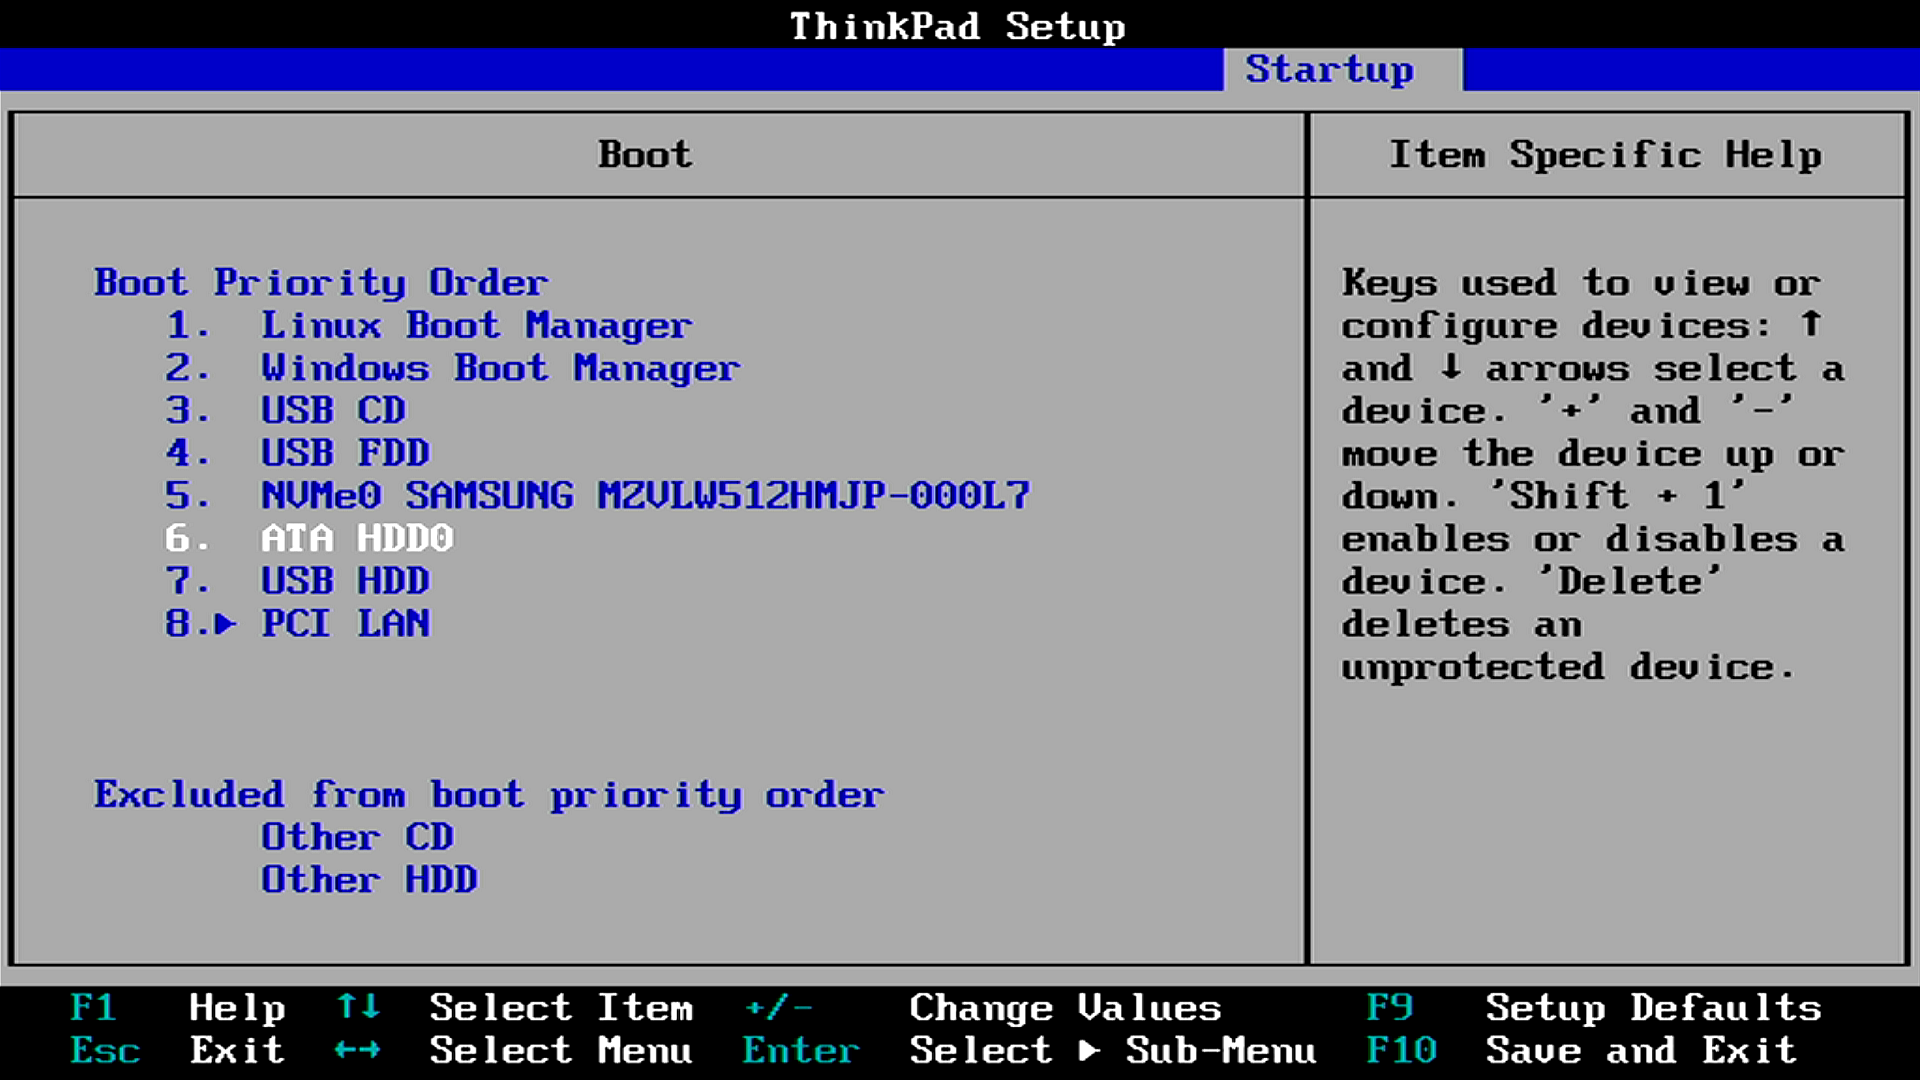 ThinkPad Setup
Startup
Boot
Item Specific Help
Boot Priority Order
1. Linux Boot Manager
2. Windows Boot Manager
3. USB CD
4. USB FDD
5. NVMe0 SAMSUNG MZVLW512HMJP-000L7
6. ATA HDD0
7. USB HDD
8.▶ PCI LAN
Excluded from boot priority order
Other CD
Other HDD
Keys used to view or
configure devices: ↑
and ↓ arrows select a
device. '+' and '-'
move the device up or
down. 'Shift + 1'
enables or disables a
device. 'Delete'
deletes an
unprotected device.
F1 Help ↑↓ Select Item +/- Change Values F9 Setup Defaults
Esc Exit ←→ Select Menu Enter Select ▶ Sub-Menu F10 Save and Exit